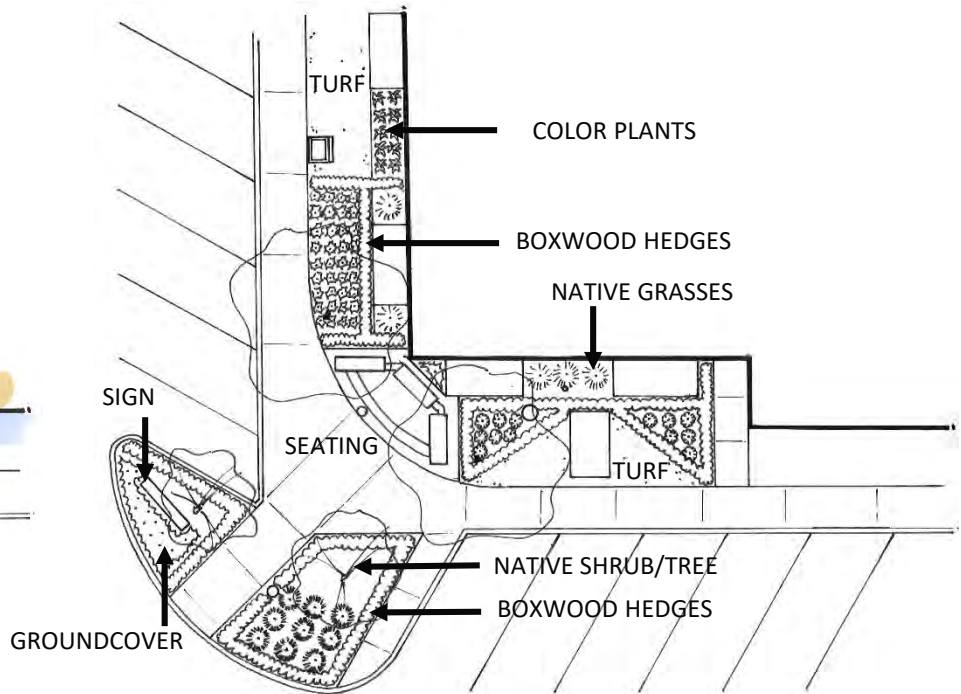 TURF
COLOR PLANTS
BOXWOOD HEDGES
NATIVE GRASSES
SIGN
SEATING
TURF
NATIVE SHRUB/TREE
BOXWOOD HEDGES
GROUNDCOVER